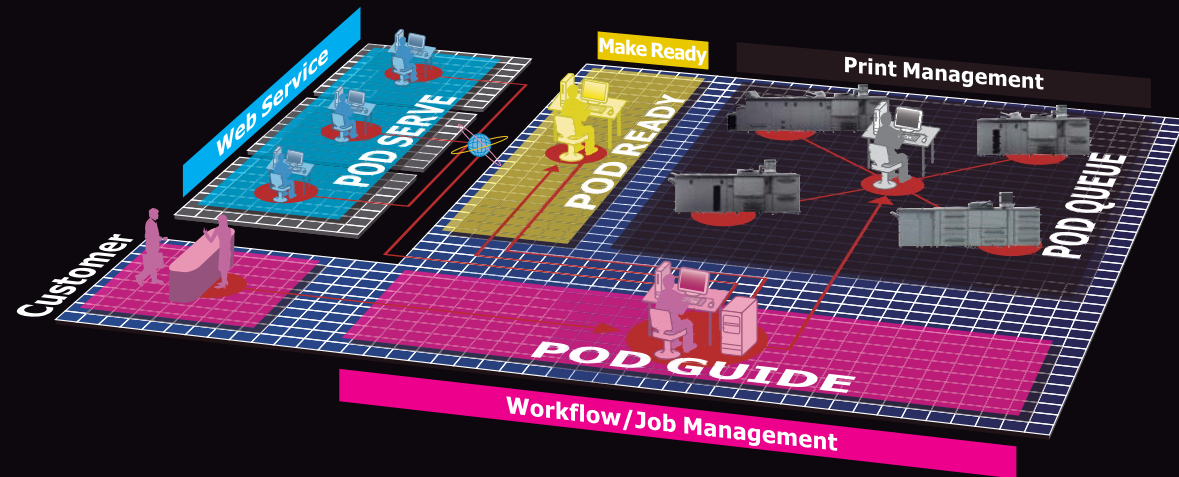 Web Service
POD SERVE
Make Ready
POD READY
Print Management
POD QUEUE
Customer
POD GUIDE
Workflow/Job Management